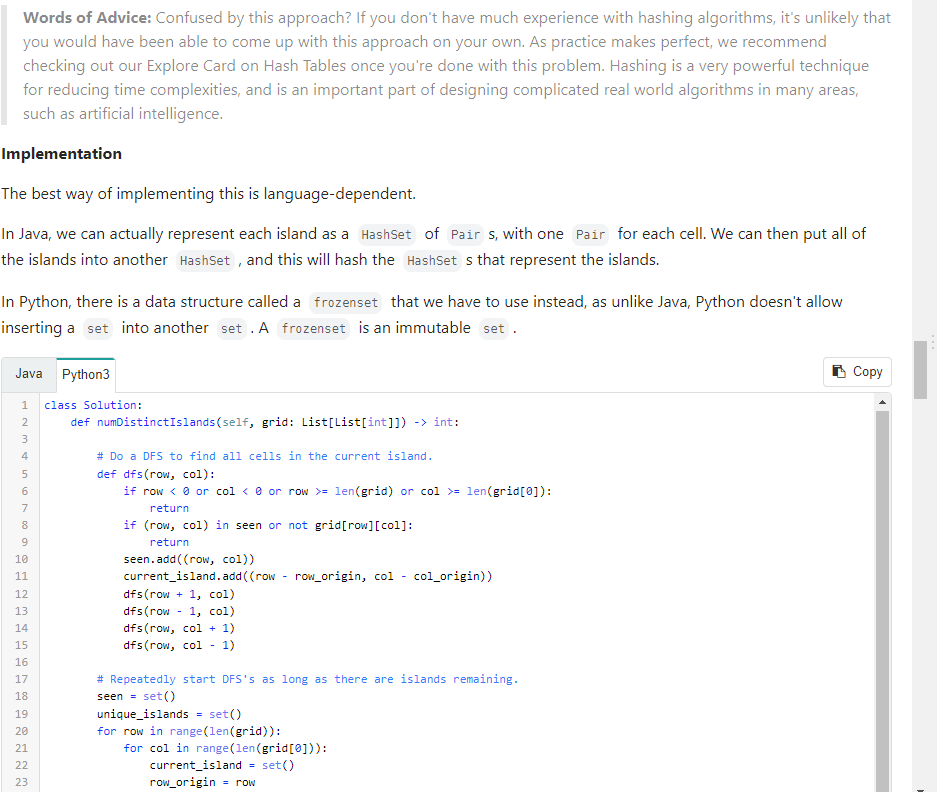 Words of Advice: Confused by this approach? If you don't have much experience with hashing algorithms, it's unlikely that
you would have been able to come up with this approach on your own. As practice makes perfect, we recommend
checking out our Explore Card on Hash Tables once you're done with this problem. Hashing is a very powerful technique
for reducing time complexities, and is an important part of designing complicated real world algorithms in many areas,
such as artificial intelligence.
Implementation
The best way of implementing this is language-dependent.
In Java, we can actually represent each island as a HashSet of Pair s, with one Pair for each cell. We can then put all of
the islands into another HashSet , and this will hash the HashSet s that represent the islands.
In Python, there is a data structure called a frozenset that we have to use instead, as unlike Java, Python doesn't allow
inserting a set into another set . A frozenset is an immutable set .
Java Python3 Copy
1 class Solution:
2     def numDistinctIslands(self, grid: List[List[int]]) -> int:
3
4         # Do a DFS to find all cells in the current island.
5         def dfs(row, col):
6             if row < 0 or col < 0 or row >= len(grid) or col >= len(grid[0]):
7                 return
8             if (row, col) in seen or not grid[row][col]:
9                 return
10             seen.add((row, col))
11             current_island.add((row - row_origin, col - col_origin))
12             dfs(row + 1, col)
13             dfs(row - 1, col)
14             dfs(row, col + 1)
15             dfs(row, col - 1)
16
17         # Repeatedly start DFS's as long as there are islands remaining.
18         seen = set()
19         unique_islands = set()
20         for row in range(len(grid)):
21             for col in range(len(grid[0])):
22                 current_island = set()
23                 row_origin = row